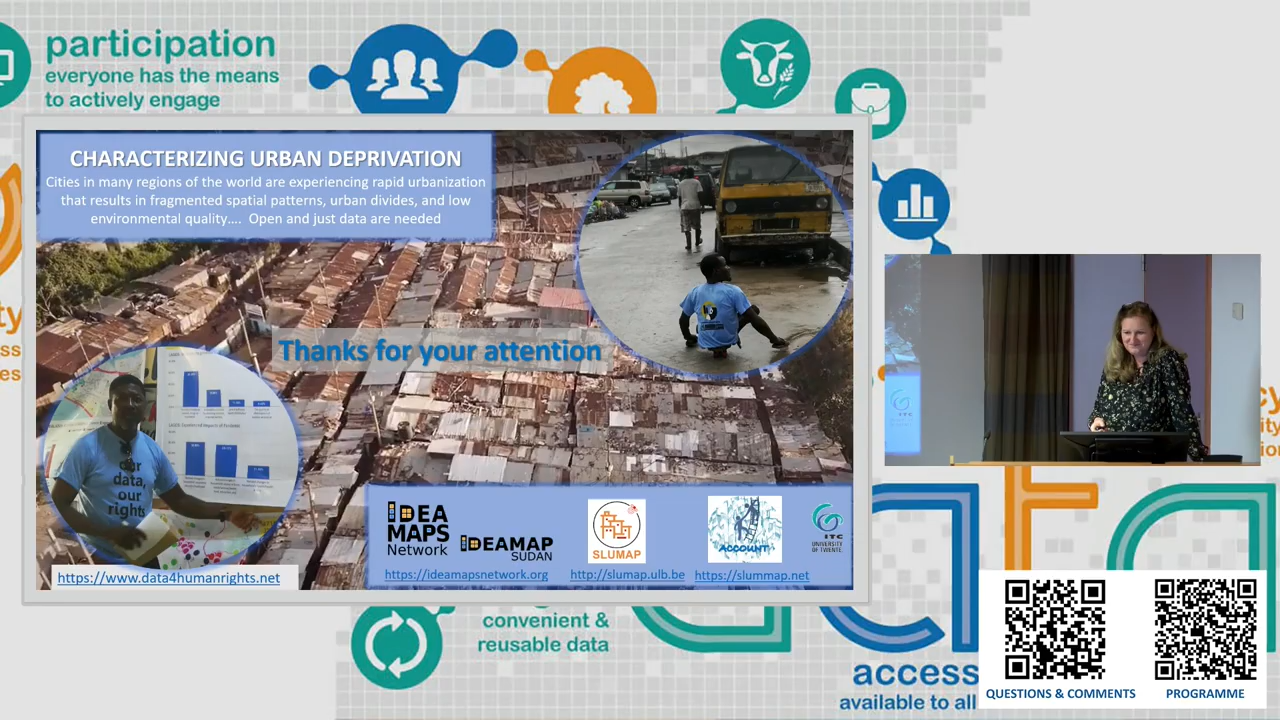 participation
everyone has the means
to actively engage
CHARACTERIZING URBAN DEPRIVATION
Cities in many regions of the world are experiencing rapid urbanization
that results in fragmented spatial patterns, urban divides, and low
environmental quality.... Open and just data are needed
Thanks for your attention
our
data,
our
rights
https://www.data4humanrights.net
IDEA
MAPS
Network
IDEAMAP
SUDAN
SLUMAP
ACCOUNT
ITC
UNIVERSITY
OF TWENTE.
https://ideamapsnetwork.org
http://slumap.ulb.be
https://slummap.net
ITC
convenient &
reusable data
access
available to all
QUESTIONS & COMMENTS
PROGRAMME